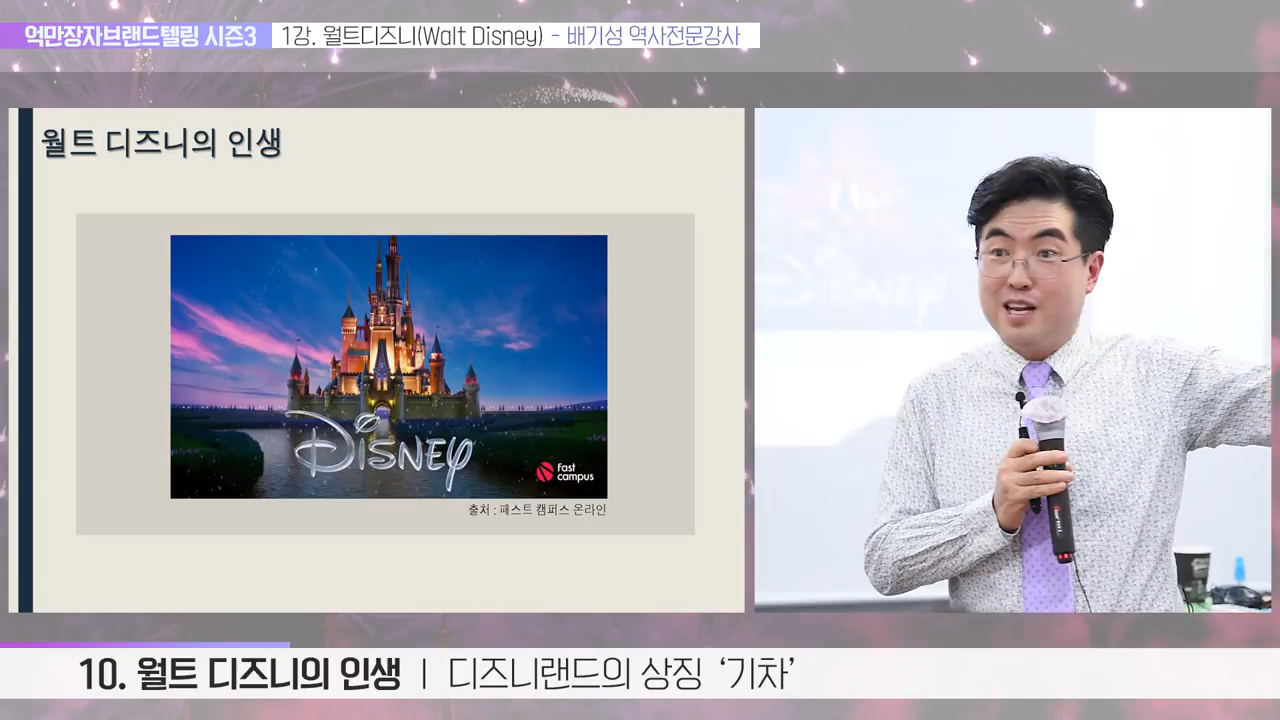 억만장자브랜드텔링 시즌3 1강. 월트디즈니(Walt Disney) - 배기성 역사전문강사
월트 디즈니의 인생
DISNEY
fast
campus
출처 : 패스트 캠퍼스 온라인
DISNEY
10. 월트 디즈니의 인생 | 디즈니랜드의 상징 ‘기차’